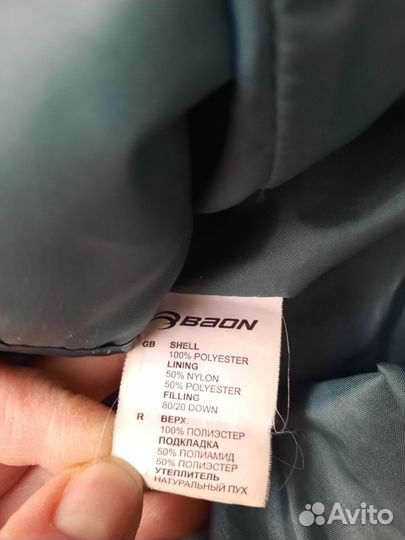 BAON
GB SHELL
100% POLYESTER
LINING
50% NYLON
50% POLYESTER
FILLING
80/20 DOWN
R ВЕРХ
100% ПОЛИЭСТЕР
ПОДКЛАДКА
50% ПОЛИАМИД
50% ПОЛИЭСТЕР
УТЕПЛИТЕЛЬ
НАТУРАЛЬНЫЙ ПУХ
Avito